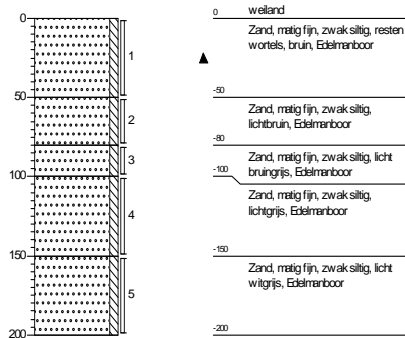 0
50
100
150
200
1
2
3
4
5
0 weiland
Zand, matig fijn, zwak siltig, resten
wortels, bruin, Edelmanboor
-50
Zand, matig fijn, zwak siltig,
lichtbruin, Edelmanboor
-80
Zand, matig fijn, zwak siltig, licht
bruingrijs, Edelmanboor
-100
Zand, matig fijn, zwak siltig,
lichtgrijs, Edelmanboor
-150
Zand, matig fijn, zwak siltig, licht
witgrijs, Edelmanboor
-200